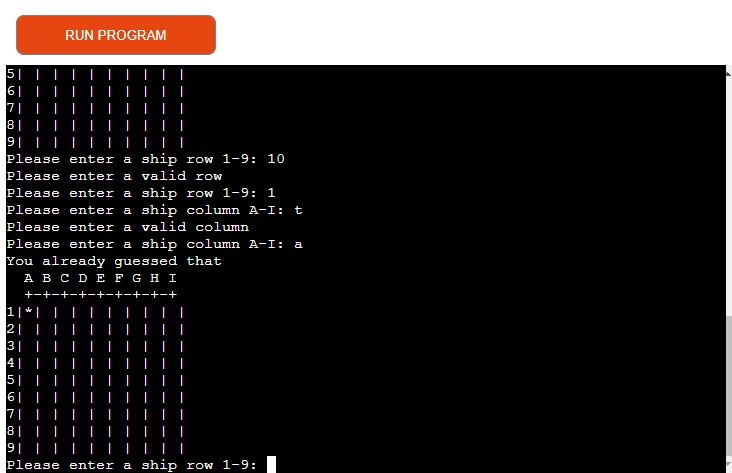 RUN PROGRAM
5| | | | | | | | | |
6| | | | | | | | | |
7| | | | | | | | | |
8| | | | | | | | | |
9| | | | | | | | | |
Please enter a ship row 1-9: 10
Please enter a valid row
Please enter a ship row 1-9: 1
Please enter a ship column A-I: t
Please enter a valid column
Please enter a ship column A-I: a
You already guessed that
  A B C D E F G H I
  +-+-+-+-+-+-+-+-+
1|*| | | | | | | | |
2| | | | | | | | | |
3| | | | | | | | | |
4| | | | | | | | | |
5| | | | | | | | | |
6| | | | | | | | | |
7| | | | | | | | | |
8| | | | | | | | | |
9| | | | | | | | | |
Please enter a ship row 1-9: